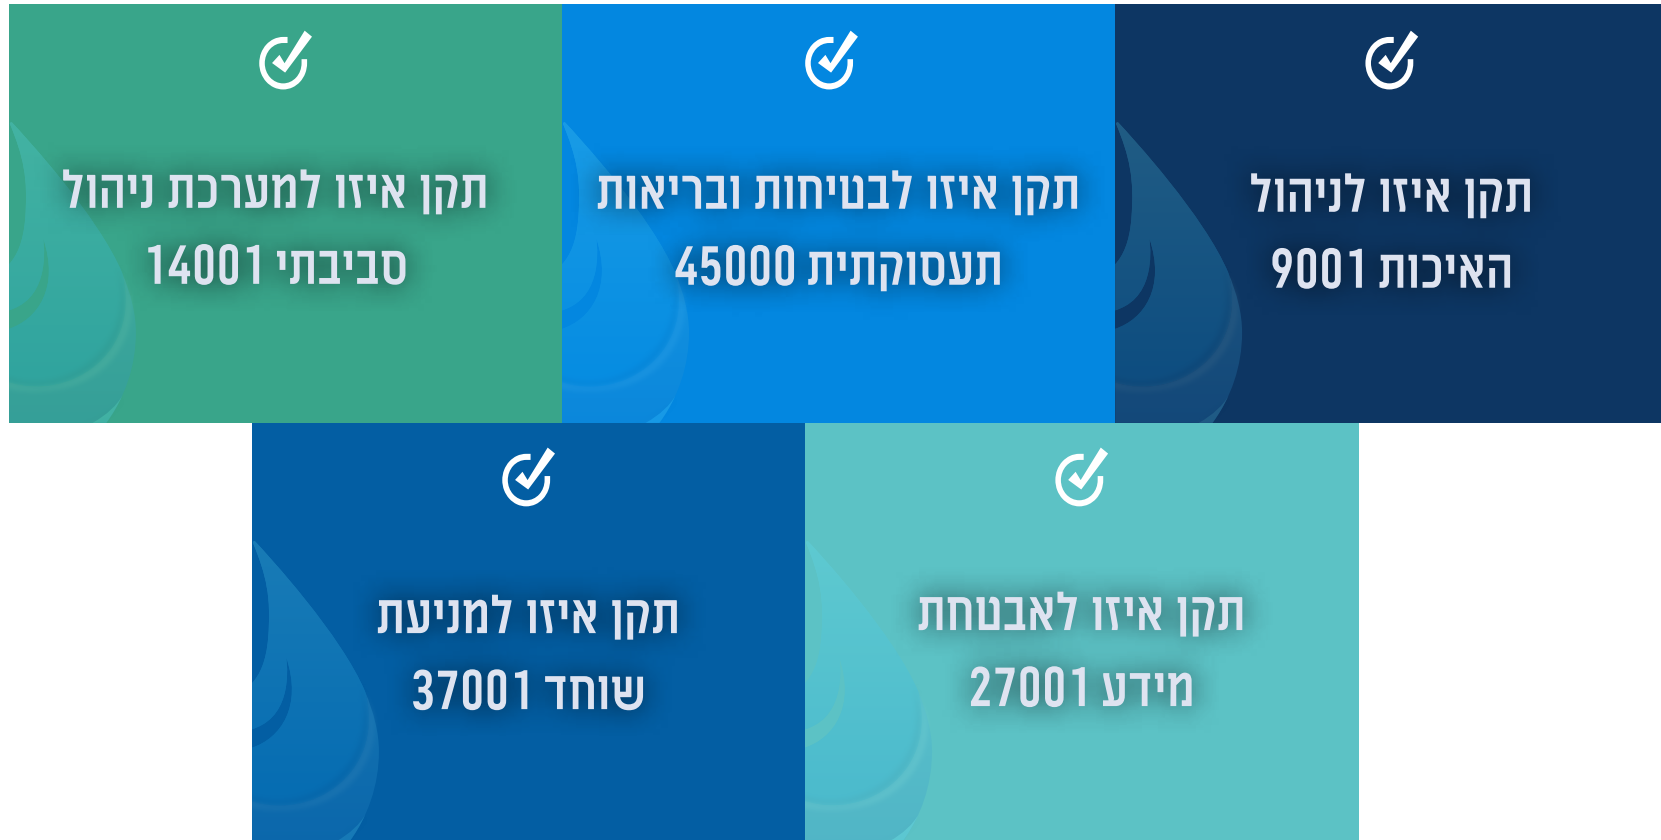 תקן איזו לניהול
האיכות 9001
תקן איזו לבטיחות ובריאות
תעסוקתית 45000
תקן איזו למערכת ניהול
סביבתי 14001
תקן איזו לאבטחת
מידע 27001
תקן איזו למניעת
שוחד 37001